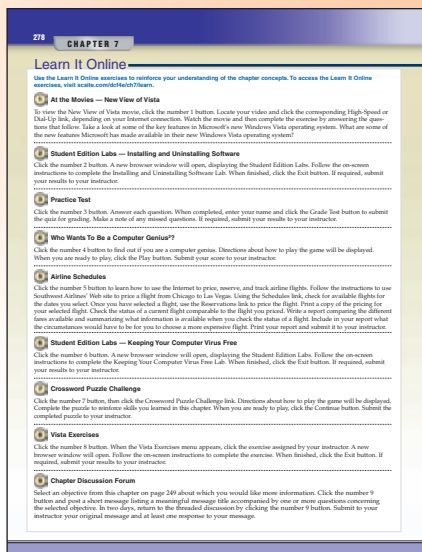 278
CHAPTER 7
Learn It Online
Use the Learn It Online exercises to reinforce your understanding of the chapter concepts. To access the Learn It Online
exercises, visit scsite.com/dcf4e/ch7/learn.
At the Movies — New View of Vista
To view the New View of Vista movie, click the number 1 button. Locate your video and click the corresponding High-Speed or
Dial-Up link, depending on your Internet connection. Watch the movie and then complete the exercise by answering the ques-
tions that follow. Take a look at some of the key features in Microsoft's new Windows Vista operating system. What are some of
the new features Microsoft has made available in their new Windows Vista operating system?
Student Edition Labs — Installing and Uninstalling Software
Click the number 2 button. A new browser window will open, displaying the Student Edition Labs. Follow the on-screen
instructions to complete the Installing and Uninstalling Software Lab. When finished, click the Exit button. If required, submit
your results to your instructor.
Practice Test
Click the number 3 button. Answer each question. When completed, enter your name and click the Grade Test button to submit
the quiz for grading. Make a note of any missed questions. If required, submit your results to your instructor.
Who Wants To Be a Computer Genius²?
Click the number 4 button to find out if you are a computer genius. Directions about how to play the game will be displayed.
When you are ready to play, click the Play button. Submit your score to your instructor.
Airline Schedules
Click the number 5 button to learn how to use the Internet to price, reserve, and track airline flights. Follow the instructions to use
Southwest Airlines' Web site to price a flight from Chicago to Las Vegas. Using the Schedules link, check for available flights for
the dates you select. Once you have selected a flight, use the Reservations link to price the flight. Print a copy of the pricing for
your selected flight. Check the status of a current flight comparable to the flight you priced. Write a report comparing the different
fares available and summarizing what information is available when you check the status of a flight. Include in your report what
the circumstances would have to be for you to choose a more expensive flight. Print your report and submit it to your instructor.
Student Edition Labs — Keeping Your Computer Virus Free
Click the number 6 button. A new browser window will open, displaying the Student Edition Labs. Follow the on-screen
instructions to complete the Keeping Your Computer Virus Free Lab. When finished, click the Exit button. If required, submit
your results to your instructor.
Crossword Puzzle Challenge
Click the number 7 button, then click the Crossword Puzzle Challenge link. Directions about how to play the game will be displayed.
Complete the puzzle to reinforce skills you learned in this chapter. When you are ready to play, click the Continue button. Submit the
completed puzzle to your instructor.
Vista Exercises
Click the number 8 button. When the Vista Exercises menu appears, click the exercise assigned by your instructor. A new
browser window will open. Follow the on-screen instructions to complete the exercise. When finished, click the Exit button. If
required, submit your results to your instructor.
Chapter Discussion Forum
Select an objective from this chapter on page 249 about which you would like more information. Click the number 9
button and post a short message listing a meaningful message title accompanied by one or more questions concerning
the selected objective. In two days, return to the threaded discussion by clicking the number 9 button. Submit to your
instructor your original message and at least one response to your message.